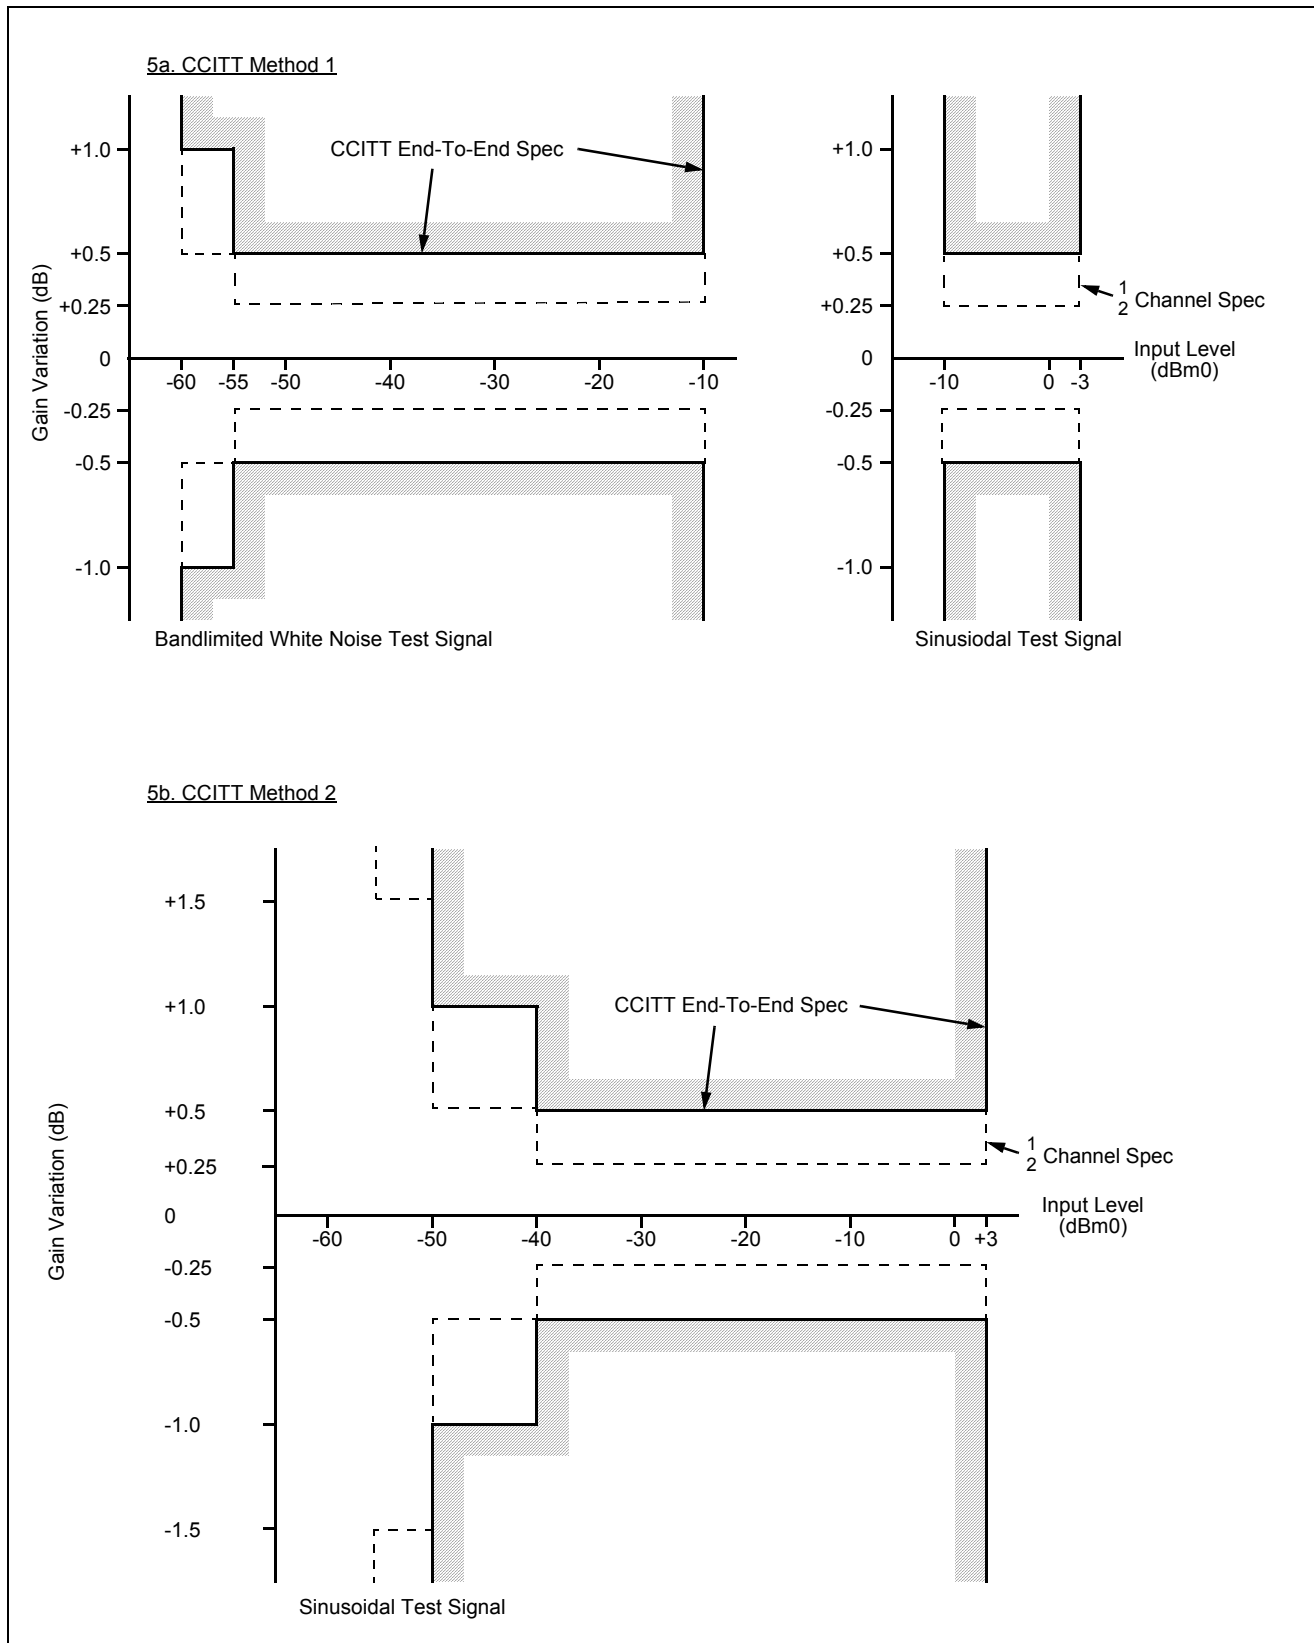 5a. CCITT Method 1
CCITT End-To-End Spec
+1.0
+0.5
+0.25
0
-0.25
-0.5
-1.0
Gain Variation (dB)
-60 -55 -50 -40 -30 -20 -10
Bandlimited White Noise Test Signal
+1.0
+0.5
+0.25
0
-0.25
-0.5
-1.0
1
2 Channel Spec
Input Level
(dBm0)
-10 0 -3
Sinusiodal Test Signal
5b. CCITT Method 2
+1.5
+1.0
+0.5
+0.25
0
-0.25
-0.5
-1.0
-1.5
Gain Variation (dB)
CCITT End-To-End Spec
1
2 Channel Spec
Input Level
(dBm0)
-60 -50 -40 -30 -20 -10 0 +3
Sinusoidal Test Signal